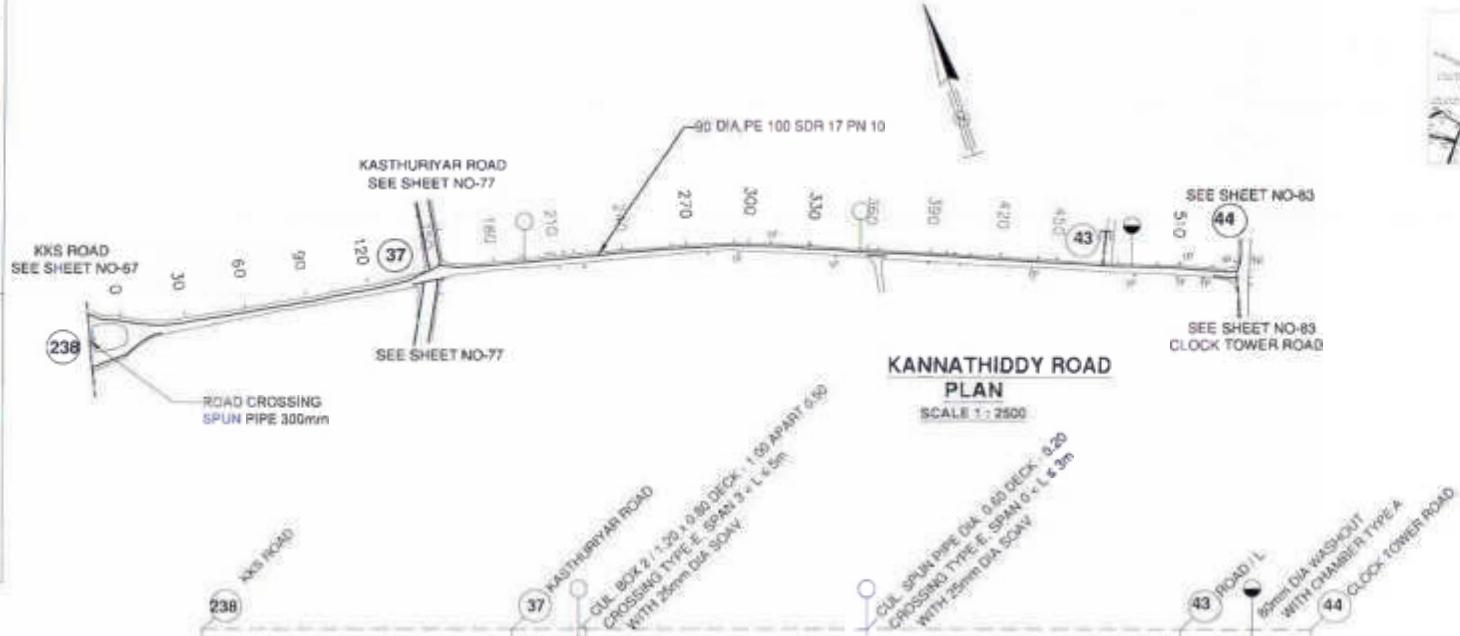 90 DIA PE 100 SDR 17 PN 10
KASTHURIYAR ROAD
SEE SHEET NO-77
SEE SHEET NO-83
KKS ROAD
SEE SHEET NO-67
0
30
60
90
120
37
180
210
270
300
330
360
390
420
450
43
510
44
238
SEE SHEET NO-77
SEE SHEET NO-83
CLOCK TOWER ROAD
ROAD CROSSING
SPUN PIPE 300mm
KANNATHIDDY ROAD
PLAN
SCALE 1 : 2500
238
KKS ROAD
37
KASTHURIYAR ROAD
CUL. BOX 2 / 1.20 x 0.80 DECK : 1.00 APART 0.50
CROSSING TYPE-E, SPAN 3 < L ≤ 5m
WITH 25mm DIA SOAV
CUL. SPUN PIPE DIA. 0.60 DECK : 0.20
CROSSING TYPE-E, SPAN 0 < L ≤ 3m
WITH 25mm DIA SOAV
43
ROAD / L
80mm DIA WASHOUT
WITH CHAMBER TYPE A
44
CLOCK TOWER ROAD